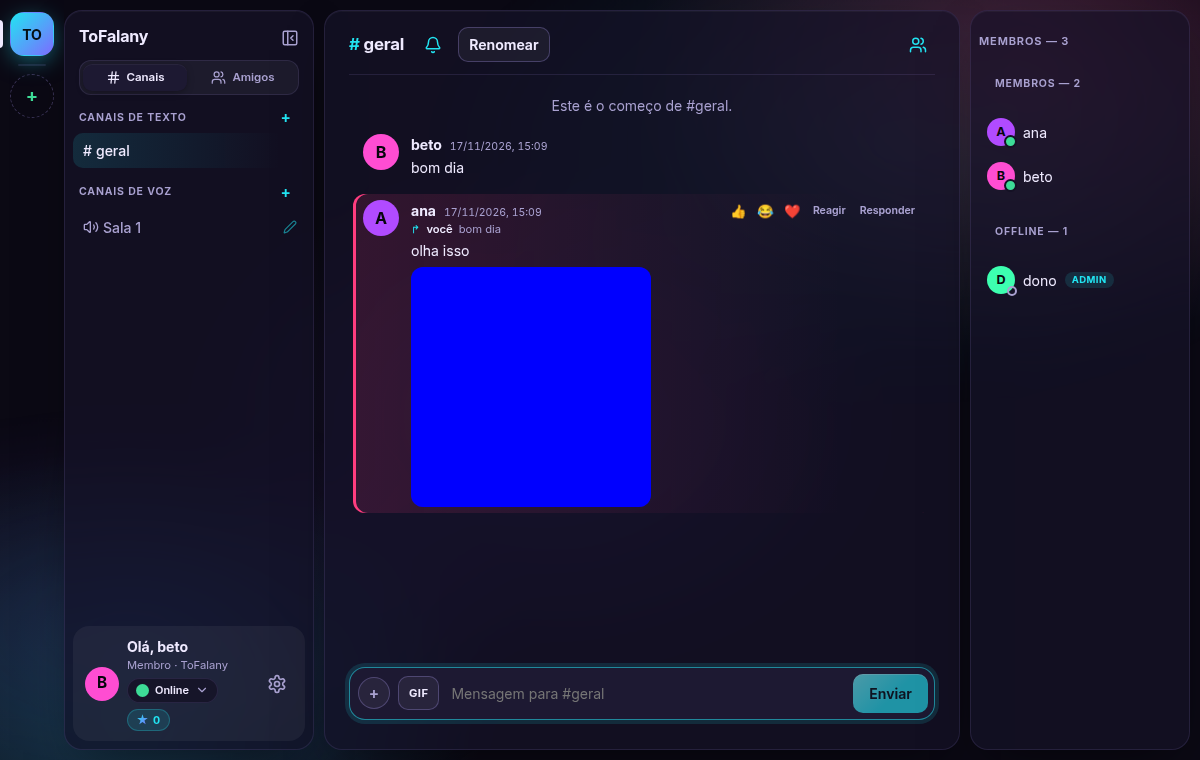 TO
+
ToFalany
Canais
Amigos
CANAIS DE TEXTO +
# geral
CANAIS DE VOZ +
Sala 1
Olá, beto
B
Membro · ToFalany
Online
★ 0
# geral
Renomear
Este é o começo de #geral.
B
beto 17/11/2026, 15:09
bom dia
A
ana 17/11/2026, 15:09
👍 😂 ❤️ Reagir Responder
↱ você bom dia
olha isso
+ GIF Mensagem para #geral Enviar
MEMBROS — 3
MEMBROS — 2
A ana
B beto
OFFLINE — 1
D dono ADMIN